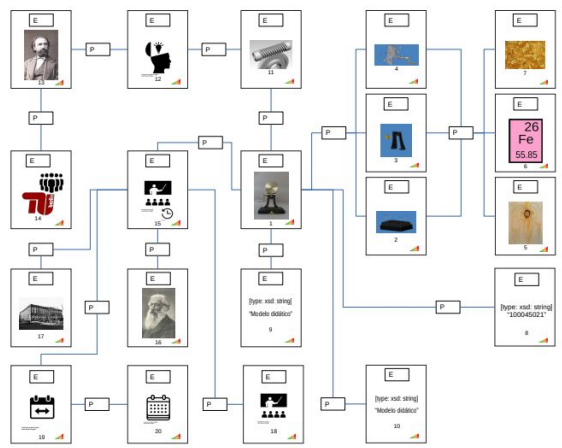 E
E
E
E
E
P
P
13
12
11
4
7
P
P
P
P
P
E
E
E
E
26
Fe
55.85
3
6
14
15
1
E
E
2
5
P
P
P
E
E
E
E
P
P
[type: xsd: string]
"Modelo didático"
[type: xsd: string]
"100045021"
17
16
9
8
E
E
E
E
P
P
P
[type: xsd: string]
"Modelo didático"
19
20
18
10